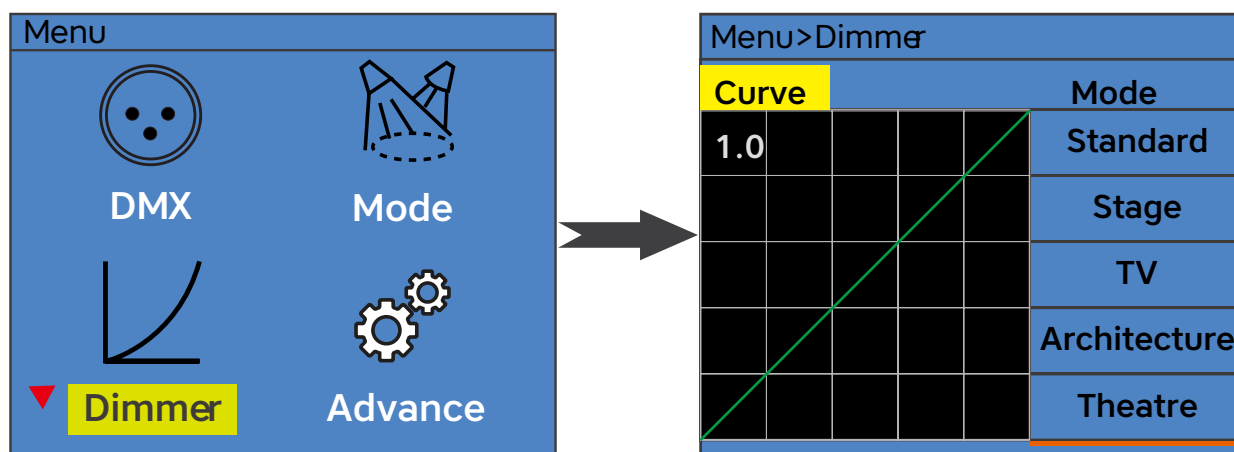 Menu
DMX
Mode
Dimmer
Advance
Menu>Dimmer
Curve
Mode
1.0
Standard
Stage
TV
Architecture
Theatre